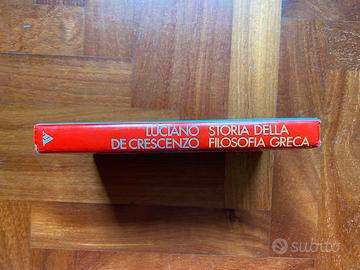 LUCIANO
DE CRESCENZO
STORIA DELLA
FILOSOFIA GRECA
subito